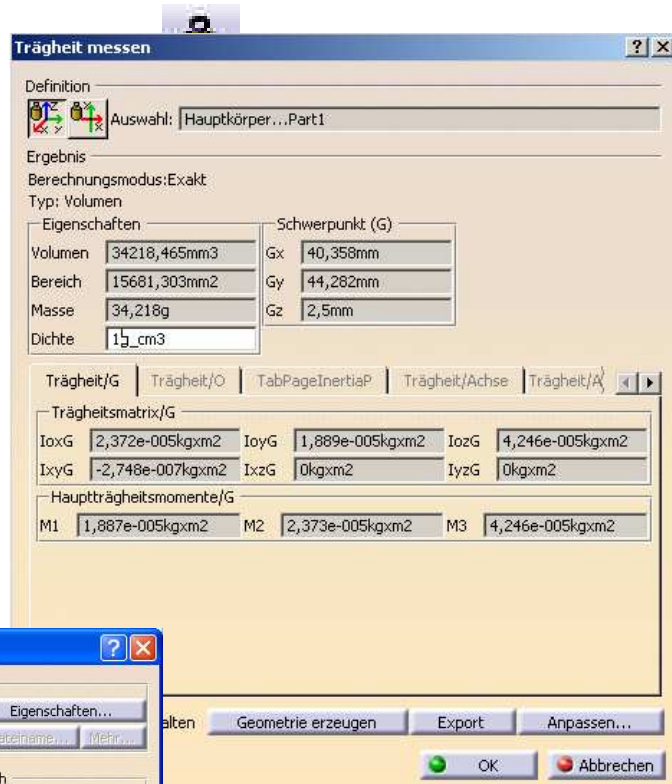 Trägheit messen
Definition
Auswahl: Hauptkörper...Part1
Ergebnis
Berechnungsmodus:Exakt
Typ: Volumen
Eigenschaften
Volumen 34218,465mm3
Bereich 15681,303mm2
Masse 34,218g
Dichte 1g_cm3
Schwerpunkt (G)
Gx 40,358mm
Gy 44,282mm
Gz 2,5mm
Trägheit/G Trägheit/O TabPageInertiaP Trägheit/Achse Trägheit/A
Trägheitsmatrix/G
IoxG 2,372e-005kgxm2 IoyG 1,889e-005kgxm2 IozG 4,246e-005kgxm2
IxyG -2,748e-007kgxm2 IxzG 0kgxm2 IyzG 0kgxm2
Hauptträgheitsmomente/G
M1 1,887e-005kgxm2 M2 2,373e-005kgxm2 M3 4,246e-005kgxm2
alten Geometrie erzeugen Export Anpassen...
OK Abbrechen
Eigenschaften...
ateiname... Mehr...
h